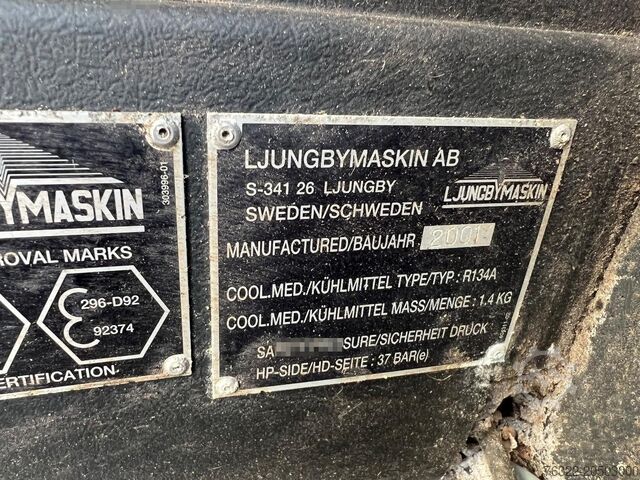 YMASKIN
303996-01
ROVAL MARKS
296-D92
92374
ERTIFICATION.
LJUNGBYMASKIN AB
S-341 26 LJUNGBY
SWEDEN/SCHWEDEN
LJUNGBYMASKIN
MANUFACTURED/BAUJAHR 2001
COOL.MED./KÜHLMITTEL TYPE/TYP.: R134A
COOL.MED./KÜHLMITTEL MASS/MENGE: 1.4 KG
SA SURE/SICHERHEIT DRUCK
HP-SIDE/HD-SEITE : 37 BAR(e)